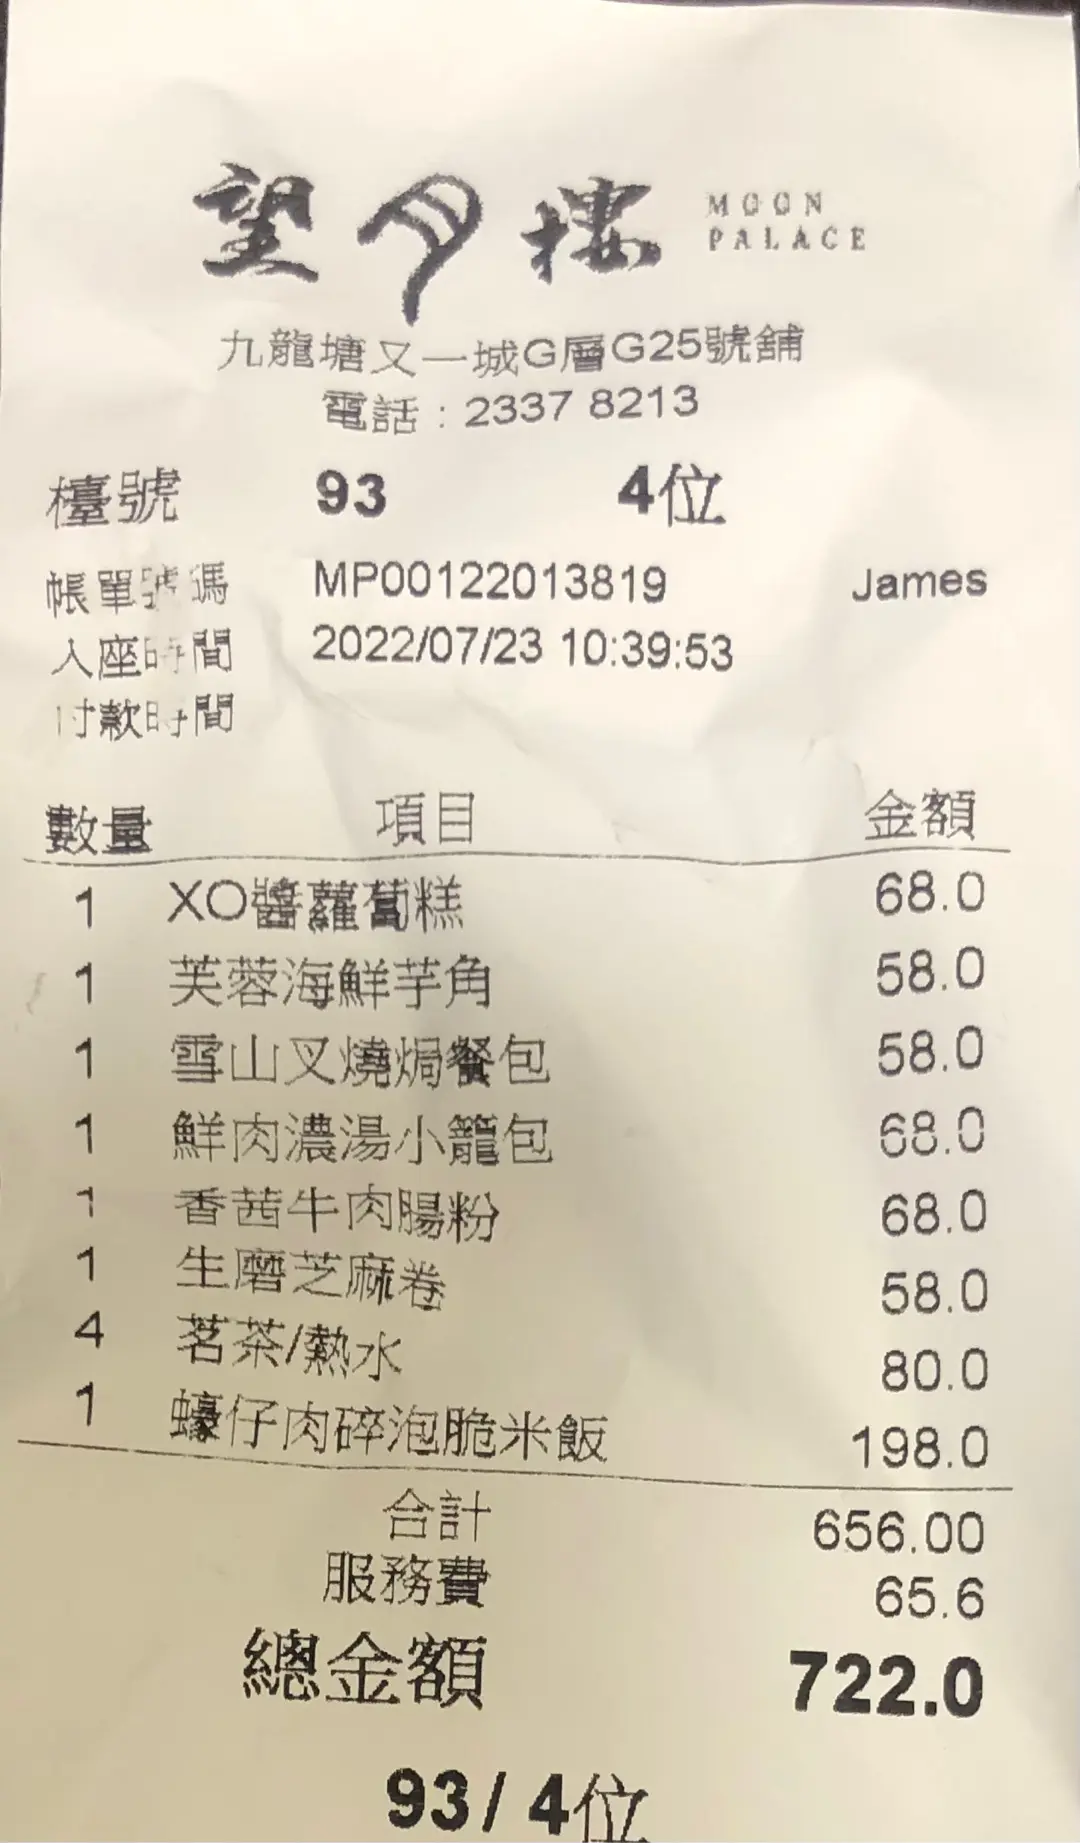 望月樓 MOON PALACE
九龍塘又一城G層G25號舖
電話：2337 8213
檯號 93 4位
帳單號碼 MP00122013819 James
入座時間 2022/07/23 10:39:53
付款時間
數量 項目 金額
1 XO醬蘿蔔糕 68.0
1 芙蓉海鮮芋角 58.0
1 雪山叉燒焗餐包 58.0
1 鮮肉濃湯小籠包 68.0
1 香茜牛肉腸粉 68.0
1 生磨芝麻卷 58.0
4 茗茶/熱水 80.0
1 蠔仔肉碎泡脆米飯 198.0
合計 656.00
服務費 65.6
總金額 722.0
93/ 4位